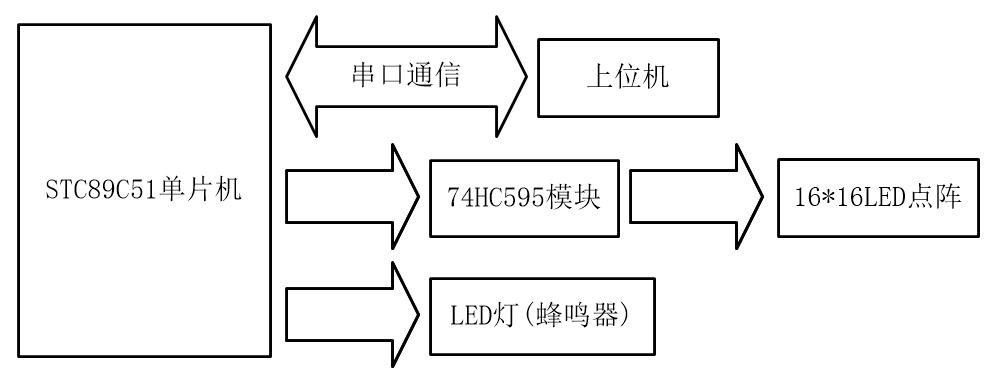 串口通信
上位机
STC89C51单片机
74HC595模块
16*16LED点阵
LED灯(蜂鸣器)